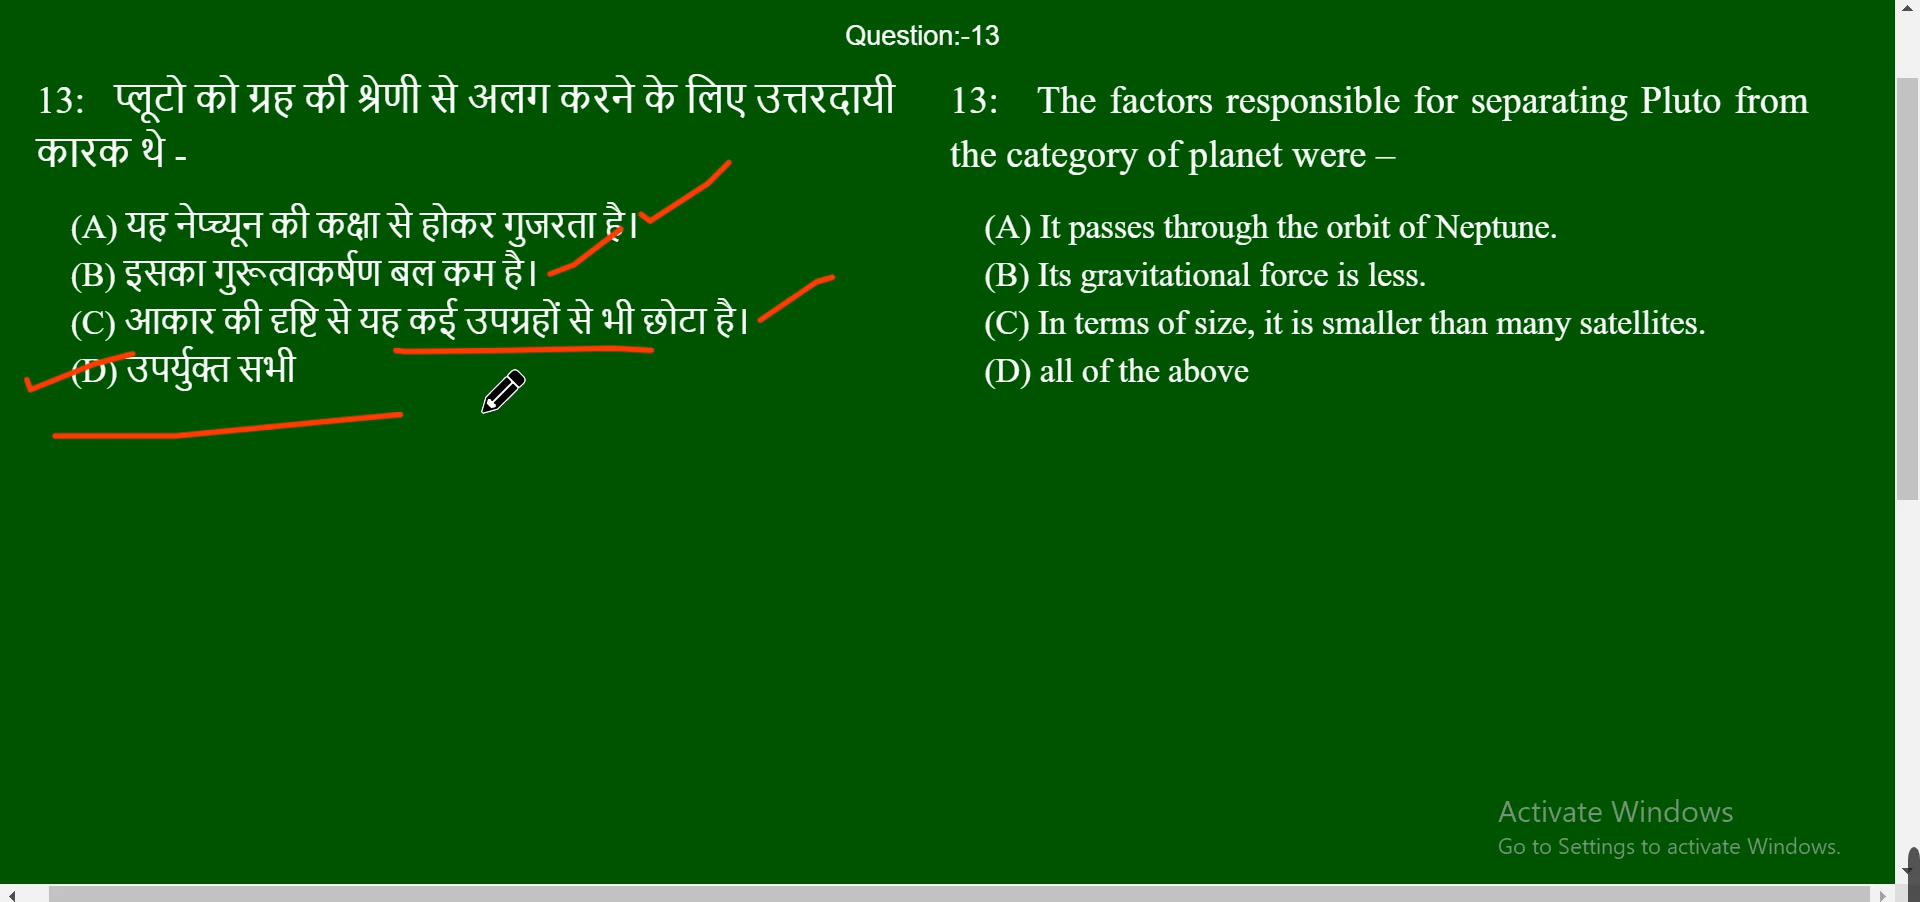 Question:-13
13: प्लूटो को ग्रह की श्रेणी से अलग करने के लिए उत्तरदायी
कारक थे -
(A) यह नेप्च्यून की कक्षा से होकर गुजरता है।
(B) इसका गुरूत्वाकर्षण बल कम है।
(C) आकार की दृष्टि से यह कई उपग्रहों से भी छोटा है।
(D) उपर्युक्त सभी
13: The factors responsible for separating Pluto from
the category of planet were –
(A) It passes through the orbit of Neptune.
(B) Its gravitational force is less.
(C) In terms of size, it is smaller than many satellites.
(D) all of the above
Activate Windows
Go to Settings to activate Windows.